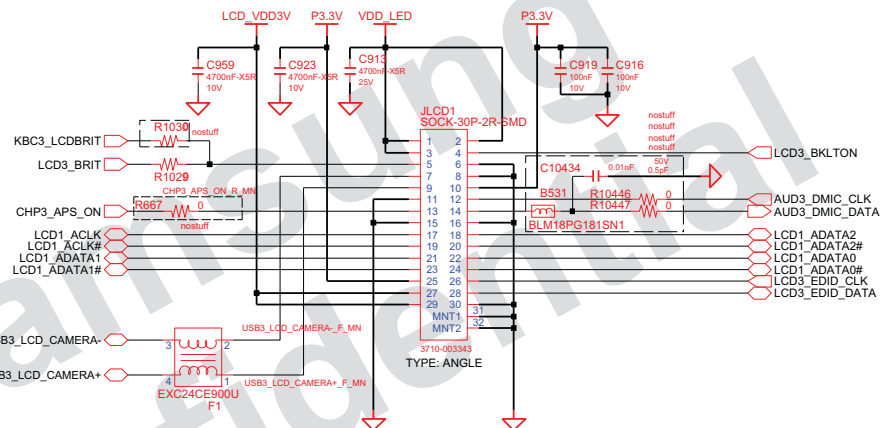 LCD_VDD3V P3.3V VDD_LED P3.3V
C959
4700nF-X5R
10V
C923
4700nF-X5R
10V
C913
4700nF-X5R
25V
C919
100nF
10V
C916
100nF
10V
JLCD1
SOCK-30P-2R-SMD
nostuff
nostuff
nostuff
nostuff
KBC3_LCDBRIT
R1030
nostuff
LCD3_BRIT
R1029
CHP3_APS_ON_R_MN
CHP3_APS_ON
R667 0
nostuff
LCD1_ACLK
LCD1_ACLK#
LCD1_ADATA1
LCD1_ADATA1#
1 2
3 4
5 6
7 8
9 10
11 12
13 14
15 16
17 18
19 20
21 22
23 24
25 26
27 28
29 30
MNT1 31
MNT2 32
3710-003343
TYPE: ANGLE
LCD3_BKLTON
C10434
0.01nF
50V
0.5pF
B531
BLM18PG181SN1
R10446 0
R10447 0
AUD3_DMIC_CLK
AUD3_DMIC_DATA
LCD1_ADATA2
LCD1_ADATA2#
LCD1_ADATA0
LCD1_ADATA0#
LCD3_EDID_CLK
LCD3_EDID_DATA
USB3_LCD_CAMERA-_F_MN
3 2
_LCD_CAMERA-
_LCD_CAMERA+
4 1
USB3_LCD_CAMERA+_F_MN
EXC24CE900U
F1
amsung
fidential